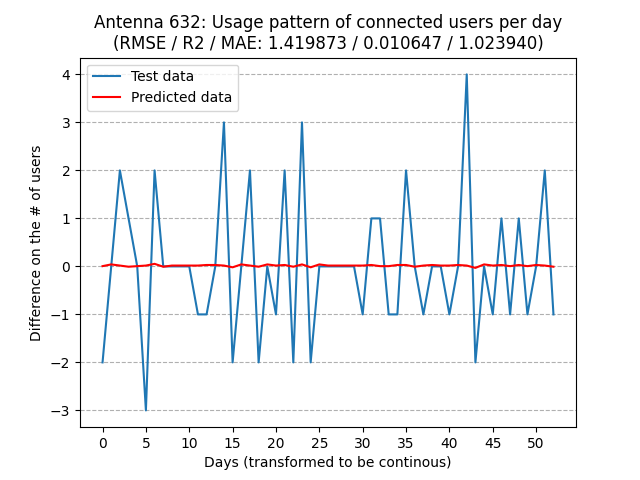 Antenna 632: Usage pattern of connected users per day
(RMSE / R2 / MAE: 1.419873 / 0.010647 / 1.023940)
Test data
Predicted data
Difference on the # of users
4
3
2
1
0
−1
−2
−3
0 5 10 15 20 25 30 35 40 45 50
Days (transformed to be continous)